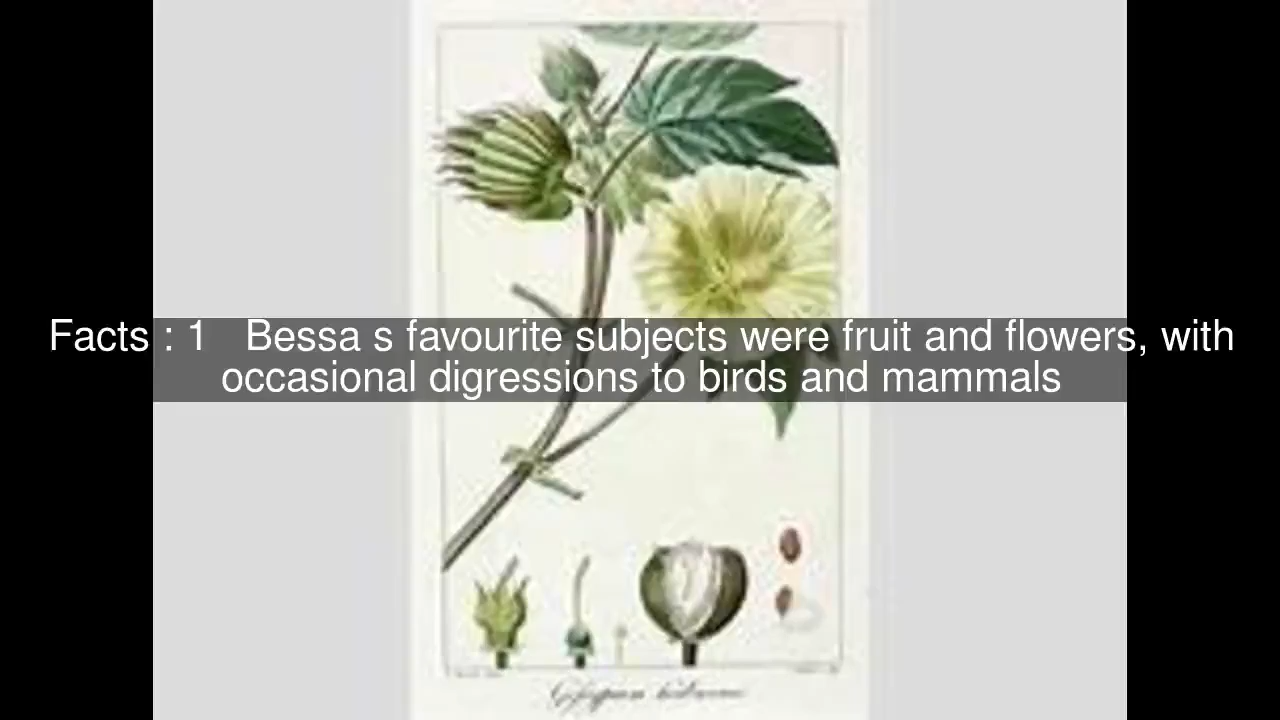 Facts : 1 Bessa s favourite subjects were fruit and flowers, with
occasional digressions to birds and mammals